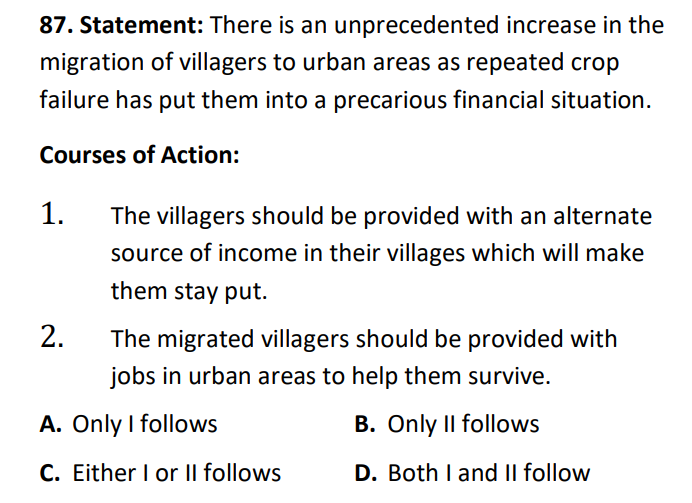 87. Statement: There is an unprecedented increase in the
migration of villagers to urban areas as repeated crop
failure has put them into a precarious financial situation.
Courses of Action:
1. The villagers should be provided with an alternate
source of income in their villages which will make
them stay put.
2. The migrated villagers should be provided with
jobs in urban areas to help them survive.
A. Only I follows B. Only II follows
C. Either I or II follows D. Both I and II follow